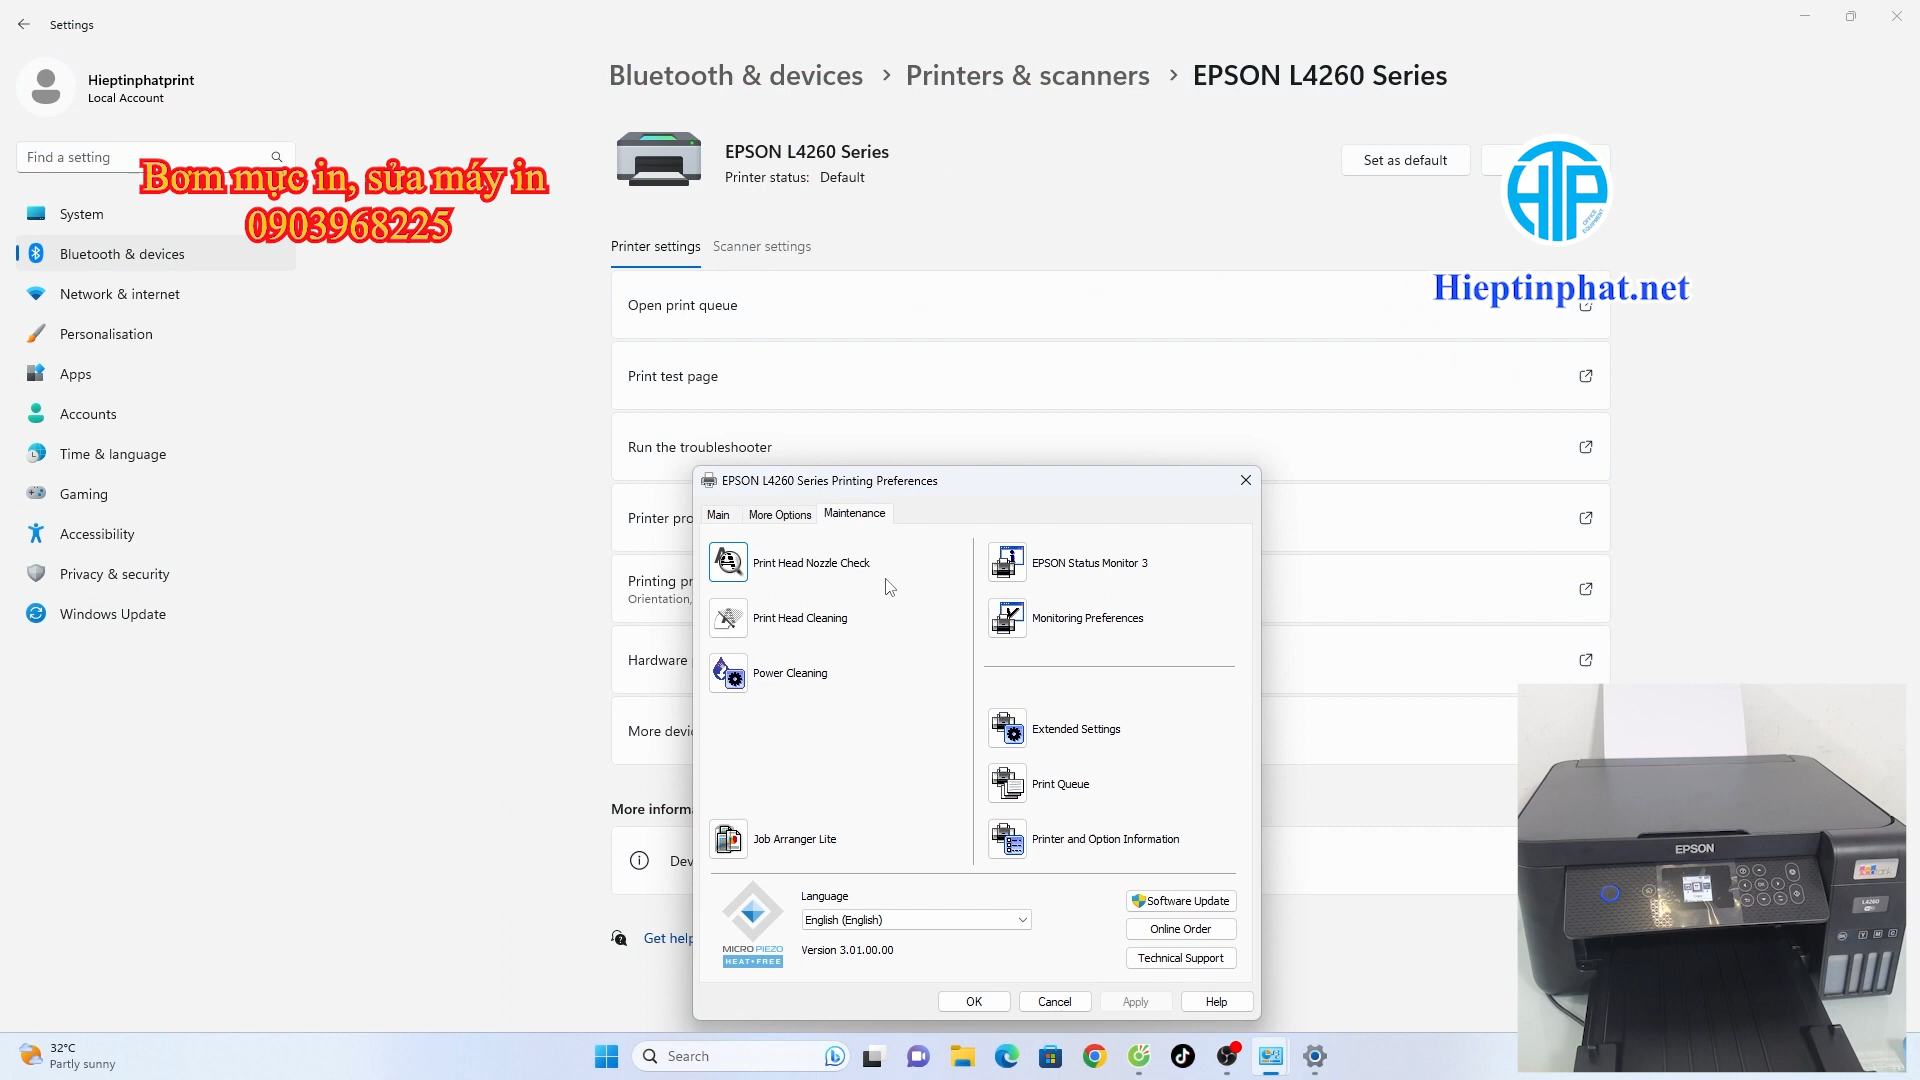 Settings
Hieptinphatprint
Local Account
Find a setting
Bơm mực in, sửa máy in
0903968225
System
Bluetooth & devices
Network & internet
Personalisation
Apps
Accounts
Time & language
Gaming
Accessibility
Privacy & security
Windows Update
Bluetooth & devices > Printers & scanners > EPSON L4260 Series
EPSON L4260 Series
Printer status: Default
Set as default
HTP
OFFICE EQUIPMENT
Hieptinphat.net
Printer settings
Scanner settings
Open print queue
Print test page
Run the troubleshooter
Printer pro
Printing pr
Orientation,
Hardware
More devi
More inform
Dev
Get help
EPSON L4260 Series Printing Preferences
Main
More Options
Maintenance
Print Head Nozzle Check
Print Head Cleaning
Power Cleaning
Job Arranger Lite
EPSON Status Monitor 3
Monitoring Preferences
Extended Settings
Print Queue
Printer and Option Information
MICRO PIEZO
HEAT•FREE
Language
English (English)
Version 3.01.00.00
Software Update
Online Order
Technical Support
OK
Cancel
Apply
Help
EPSON
L4260
32°C
Partly sunny
Search